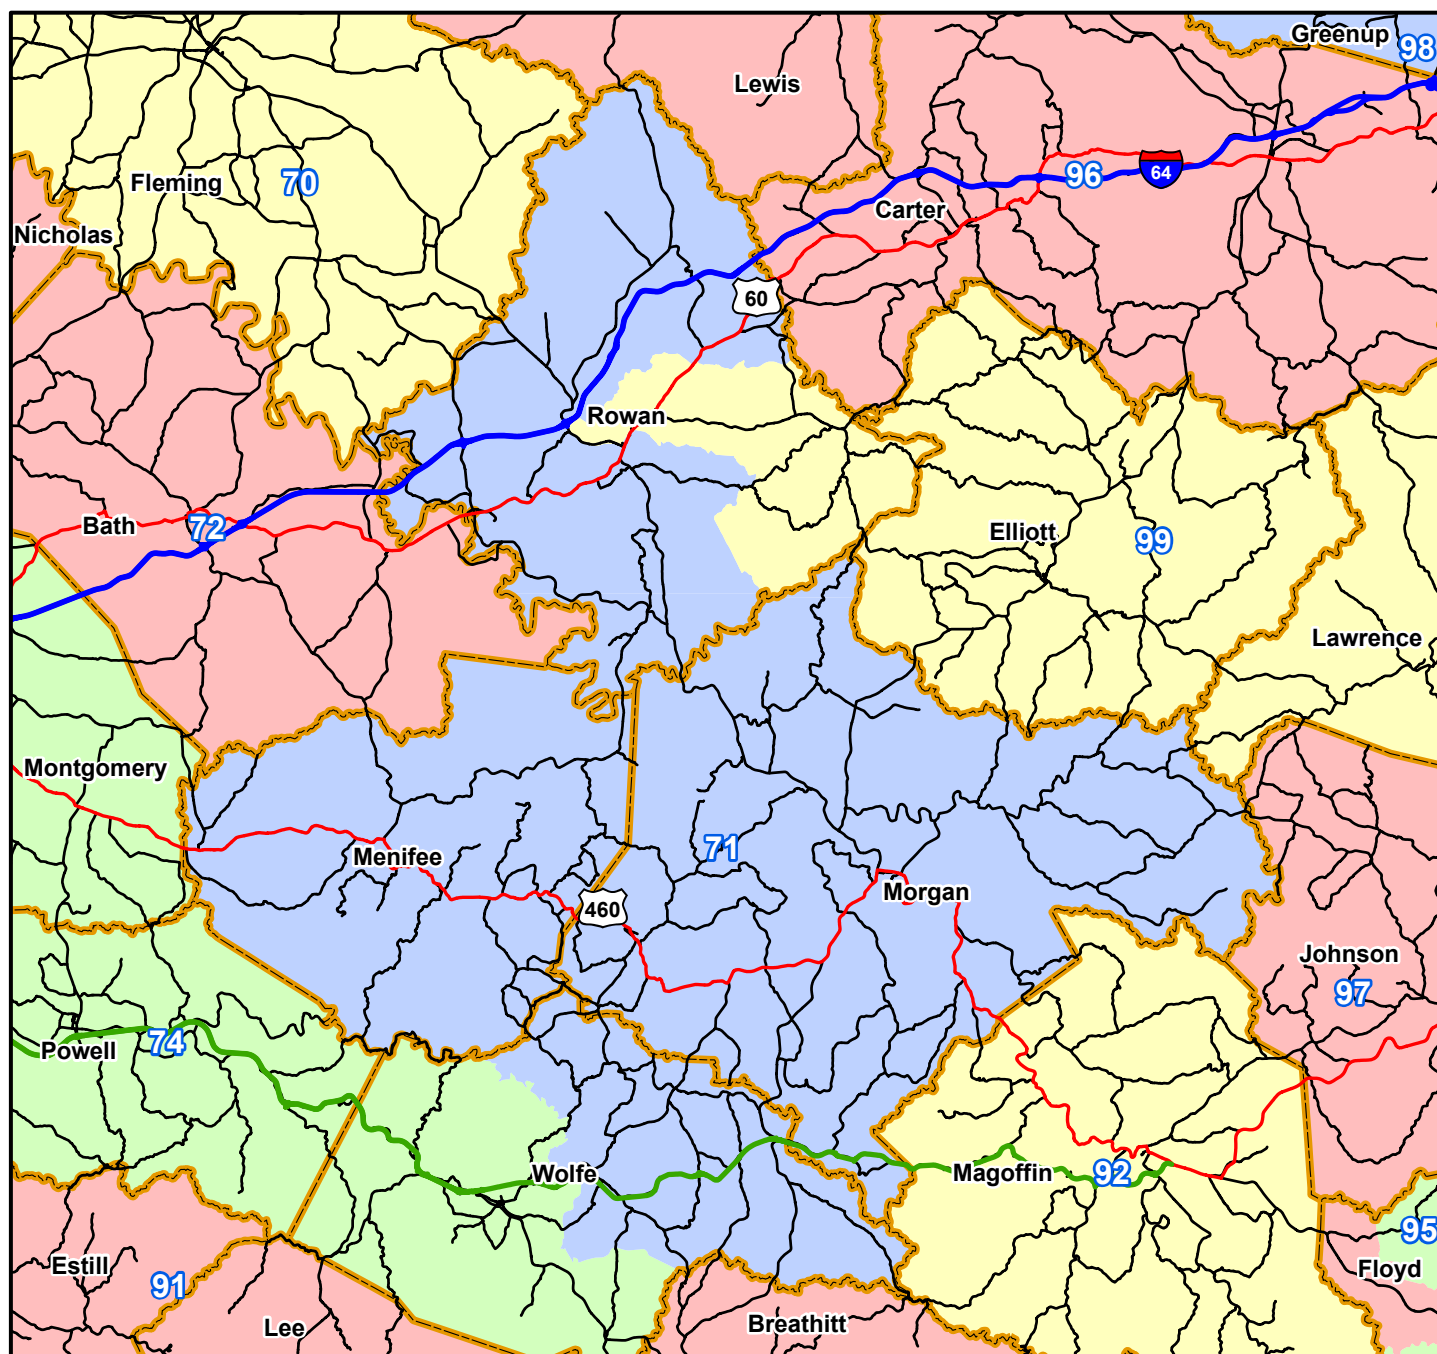 Greenup
98
Lewis
64
96
Fleming
70
Carter
Nicholas
60
Rowan
Bath
72
Elliott
99
Lawrence
Montgomery
71
Menifee
Morgan
460
Johnson
97
Powell
74
Wolfe
Magoffin
92
95
Estill
91
Floyd
Lee
Breathitt